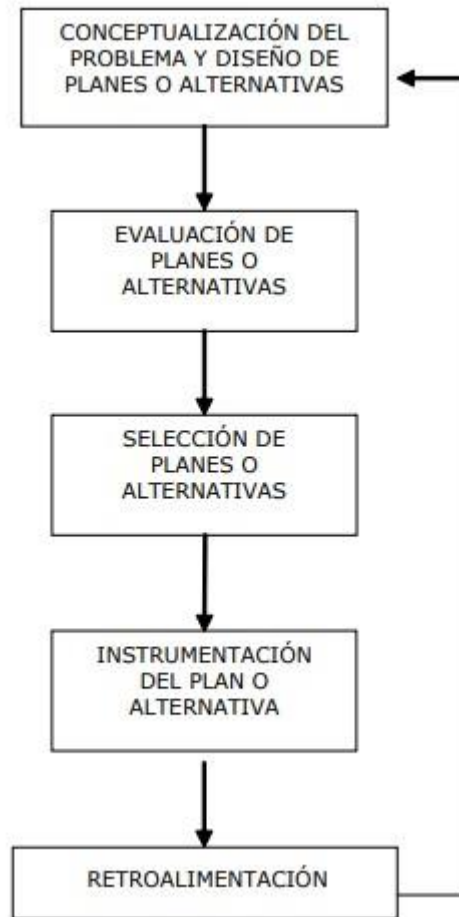 CONCEPTUALIZACIÓN DEL
PROBLEMA Y DISEÑO DE
PLANES O ALTERNATIVAS
EVALUACIÓN DE
PLANES O
ALTERNATIVAS
SELECCIÓN DE
PLANES O
ALTERNATIVAS
INSTRUMENTACIÓN
DEL PLAN O
ALTERNATIVA
RETROALIMENTACIÓN